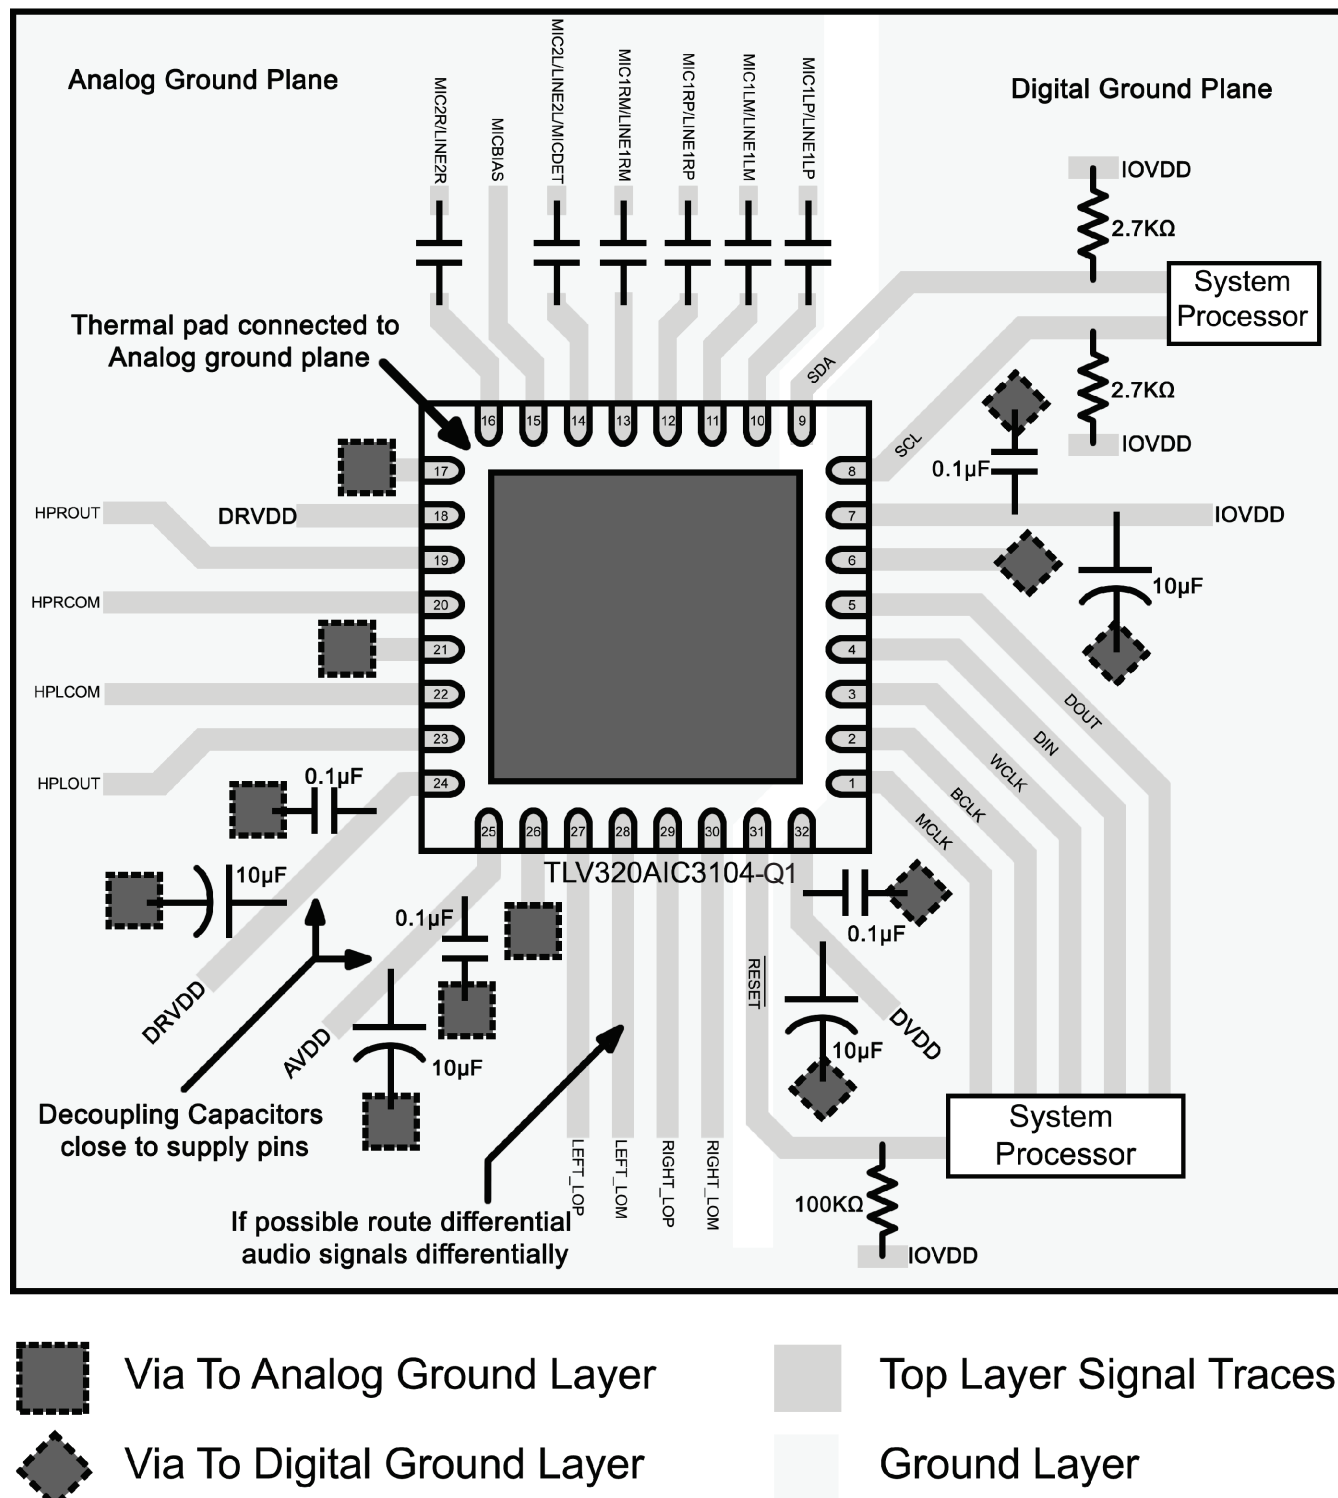 Analog Ground Plane
Digital Ground Plane
MIC2R/LINE2R
MICBIAS
MIC2L/LINE2L/MICDET
MIC1RM/LINE1RM
MIC1RP/LINE1RP
MIC1LM/LINE1LM
MIC1LP/LINE1LP
IOVDD
2.7KΩ
System
Processor
2.7KΩ
IOVDD
Thermal pad connected to
Analog ground plane
SDA
SCL
0.1µF
16 15 14 13 12 11 10 9
17
18
19
20
21
22
23
24
8
7
6
5
4
3
2
1
25 26 27 28 29 30 31 32
HPROUT
DRVDD
HPRCOM
HPLCOM
HPLOUT
IOVDD
10µF
DOUT
DIN
WCLK
BCLK
MCLK
0.1µF
10µF
TLV320AIC3104-Q1
0.1µF
0.1µF
DRVDD
AVDD
10µF
RESET
10µF
DVDD
Decoupling Capacitors
close to supply pins
LEFT_LOP
LEFT_LOM
RIGHT_LOP
RIGHT_LOM
System
Processor
100KΩ
IOVDD
If possible route differential
audio signals differentially
Via To Analog Ground Layer
Top Layer Signal Traces
Via To Digital Ground Layer
Ground Layer